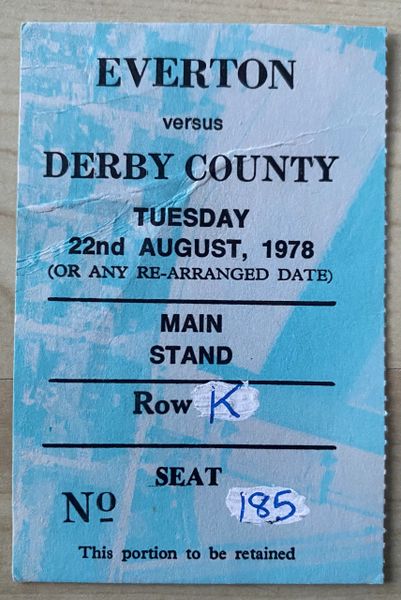 EVERTON
versus
DERBY COUNTY
TUESDAY
22nd AUGUST, 1978
(OR ANY RE-ARRANGED DATE)
MAIN
STAND
Row K
SEAT
Nº 185
This portion to be retained